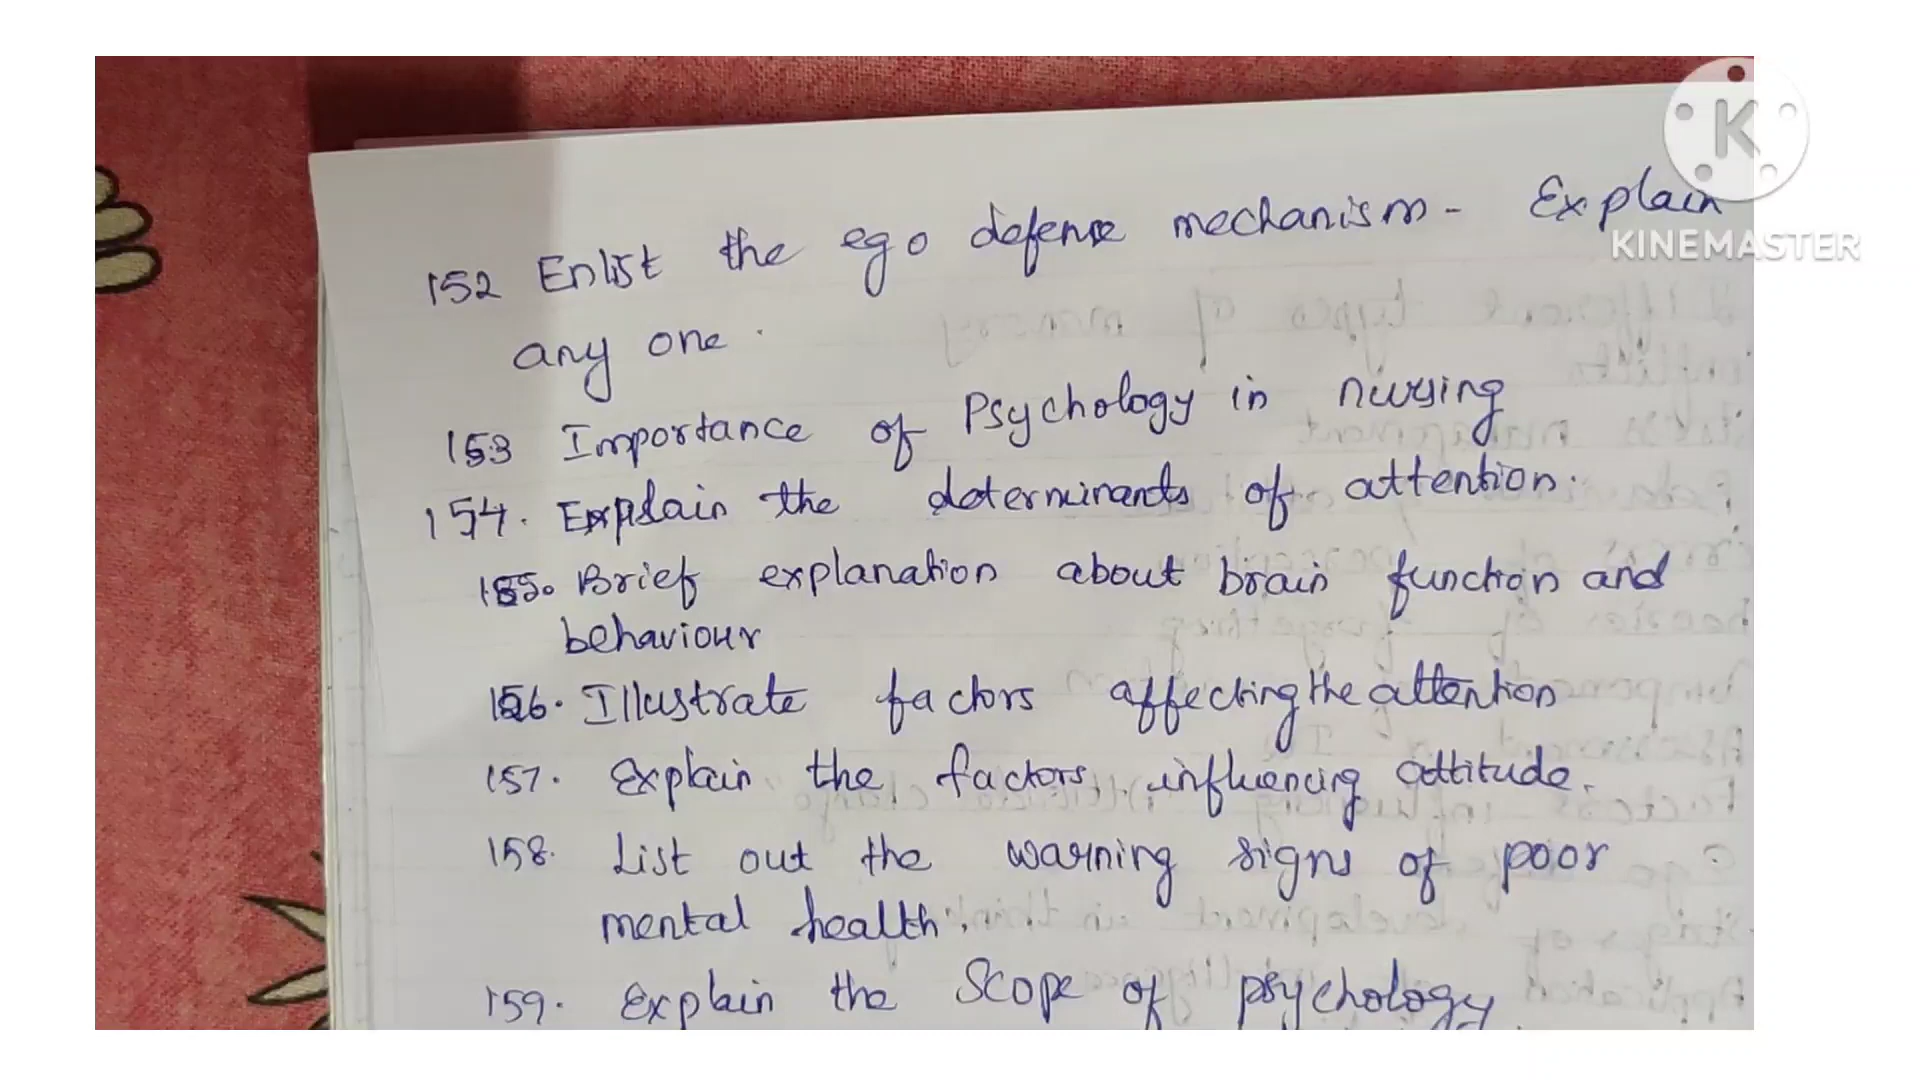 152 Enlist the ego defense mechanism - Explain
any one.
153 Importance of Psychology in nursing
154. Explain the determinants of attention.
155. Brief explanation about brain function and
behaviour
156. Illustrate factors affecting the attention
157. Explain the factors influencing attitude.
158. List out the warning signs of poor
mental health.
159. Explain the Scope of psychology
K
KINEMASTER